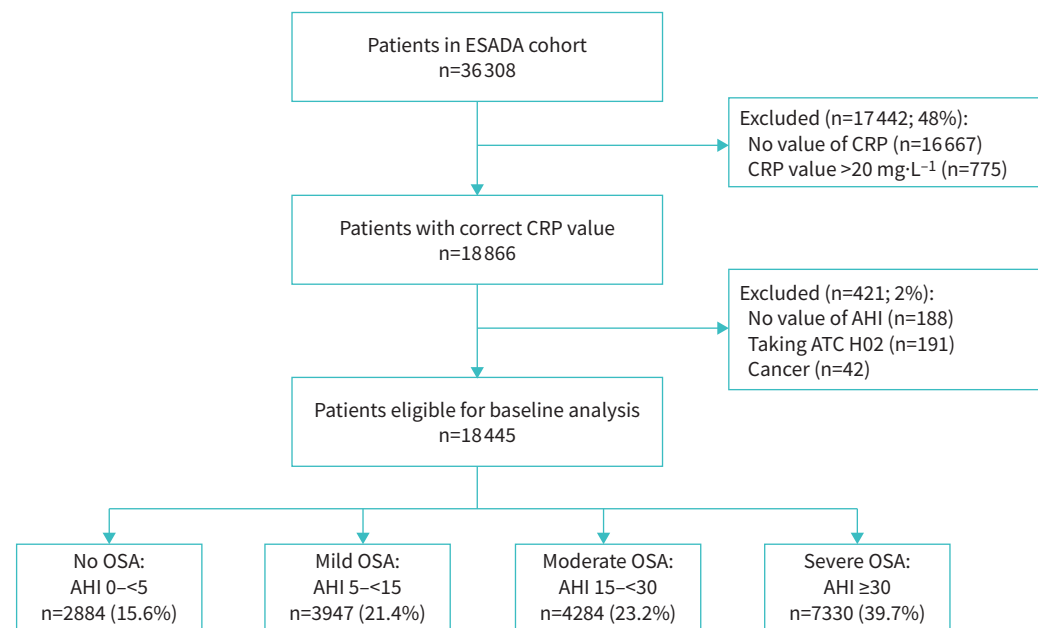 Patients in ESADA cohort
n=36308
Excluded (n=17442; 48%):
No value of CRP (n=16667)
CRP value >20 mg·L⁻¹ (n=775)
Patients with correct CRP value
n=18866
Excluded (n=421; 2%):
No value of AHI (n=188)
Taking ATC H02 (n=191)
Cancer (n=42)
Patients eligible for baseline analysis
n=18445
No OSA:
AHI 0–<5
n=2884 (15.6%)
Mild OSA:
AHI 5–<15
n=3947 (21.4%)
Moderate OSA:
AHI 15–<30
n=4284 (23.2%)
Severe OSA:
AHI ≥30
n=7330 (39.7%)